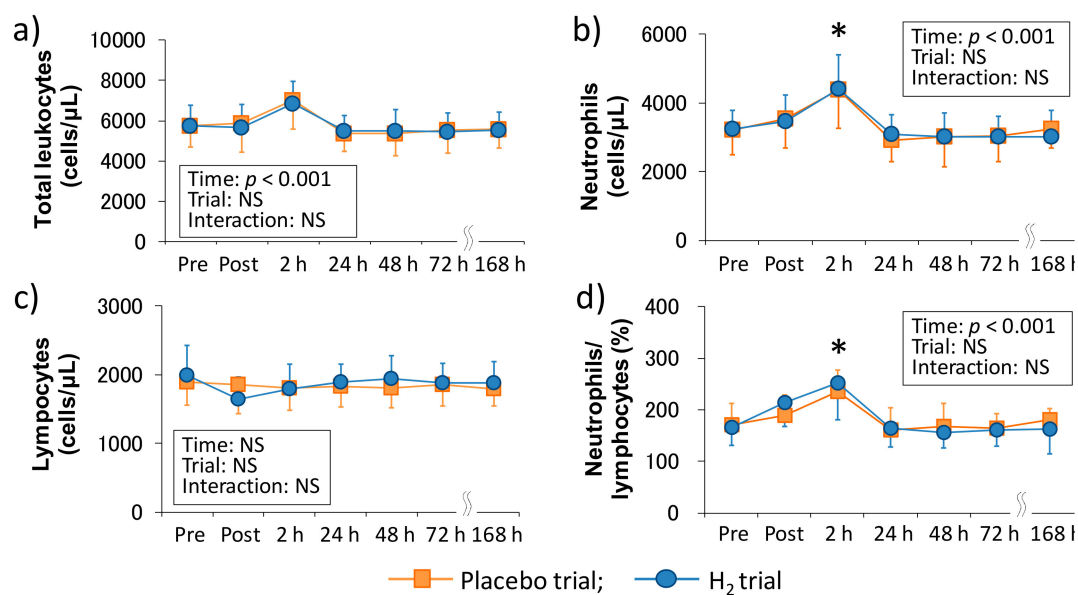 a)
Total leukocytes
(cells/μL)
10000
8000
6000
4000
2000
0
Time: p < 0.001
Trial: NS
Interaction: NS
Pre Post 2 h 24 h 48 h 72 h 168 h
b)
Neutrophils
(cells/μL)
6000
4000
2000
0
*
Time: p < 0.001
Trial: NS
Interaction: NS
Pre Post 2 h 24 h 48 h 72 h 168 h
c)
Lympocytes
(cells/μL)
3000
2000
1000
0
Time: NS
Trial: NS
Interaction: NS
Pre Post 2 h 24 h 48 h 72 h 168 h
d)
Neutrophils/
lymphocytes (%)
400
300
200
100
0
*
Time: p < 0.001
Trial: NS
Interaction: NS
Pre Post 2 h 24 h 48 h 72 h 168 h
Placebo trial; H₂ trial